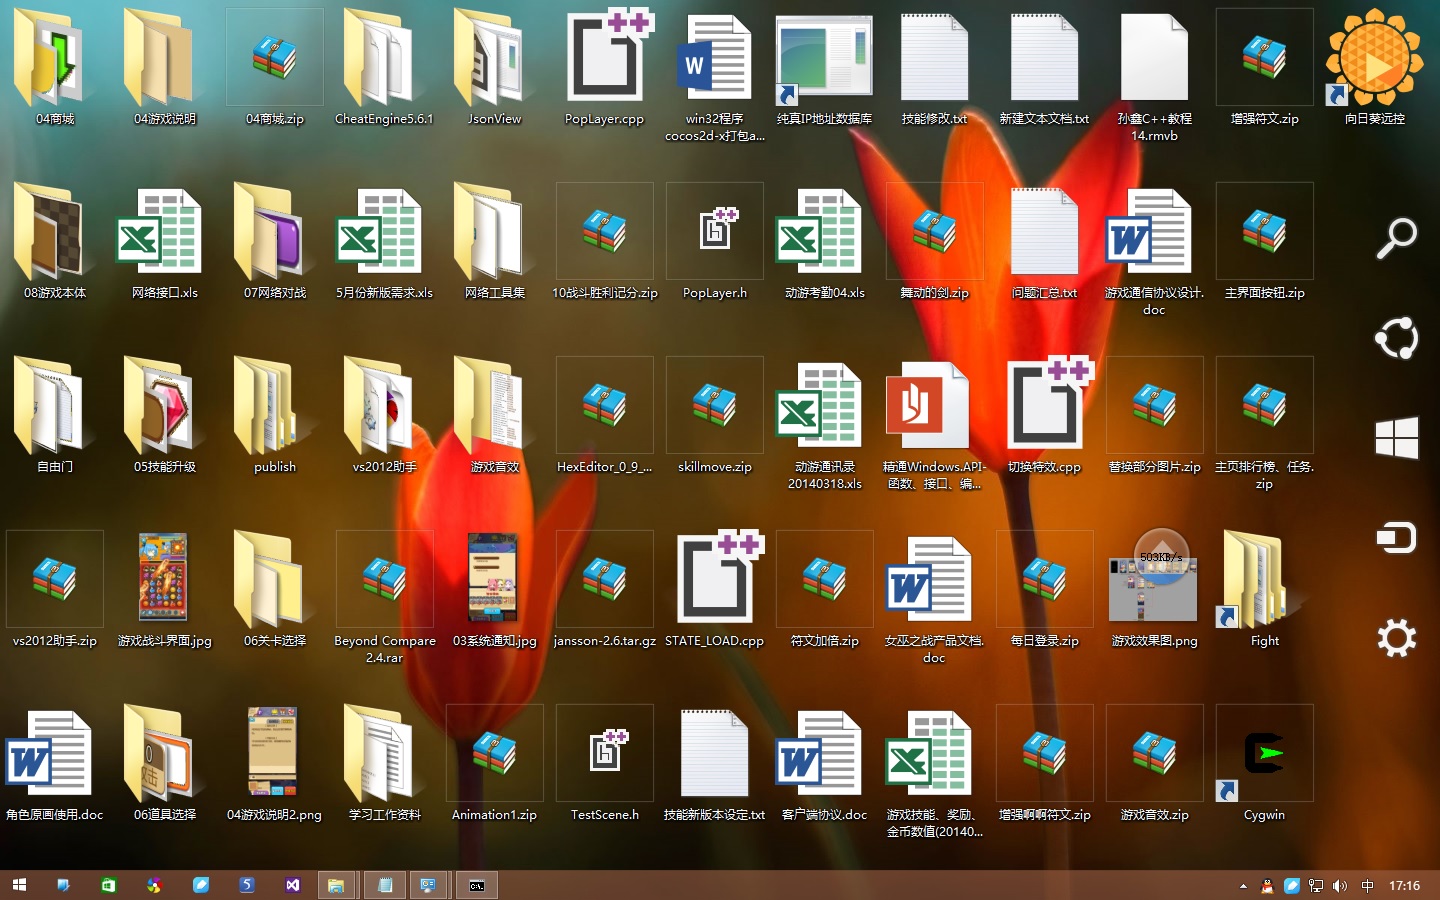 04商城
04游戏说明
04商城.zip
CheatEngine5.6.1
JsonView
PopLayer.cpp
win32程序
cocos2d-x打包a...
纯真IP地址数据库
技能修改.txt
新建文本文档.txt
孙鑫C++教程
14.rmvb
增强符文.zip
向日葵远控
08游戏本体
网络接口.xls
07网络对战
5月份新版需求.xls
网络工具集
10战斗胜利记分.zip
PopLayer.h
动游考勤04.xls
舞动的剑.zip
问题汇总.txt
游戏通信协议设计.
doc
主界面按钮.zip
自由门
05技能升级
publish
vs2012助手
游戏音效
HexEditor_0_9_...
skillmove.zip
动游通讯录
20140318.xls
精通Windows.API-
函数、接口、编...
切换特效.cpp
替换部分图片.zip
主页排行榜、任务.
zip
vs2012助手.zip
游戏战斗界面.jpg
06关卡选择
Beyond Compare
2.4.rar
03系统通知.jpg
jansson-2.6.tar.gz
STATE_LOAD.cpp
符文加倍.zip
女巫之战产品文档.
doc
每日登录.zip
503KB/s
游戏效果图.png
Fight
角色原画使用.doc
06道具选择
04游戏说明2.png
学习工作资料
Animation1.zip
TestScene.h
技能新版本设定.txt
客户端协议.doc
游戏技能、奖励、
金币数值(20140...
增强啊啊符文.zip
游戏音效.zip
Cygwin
中
17:16